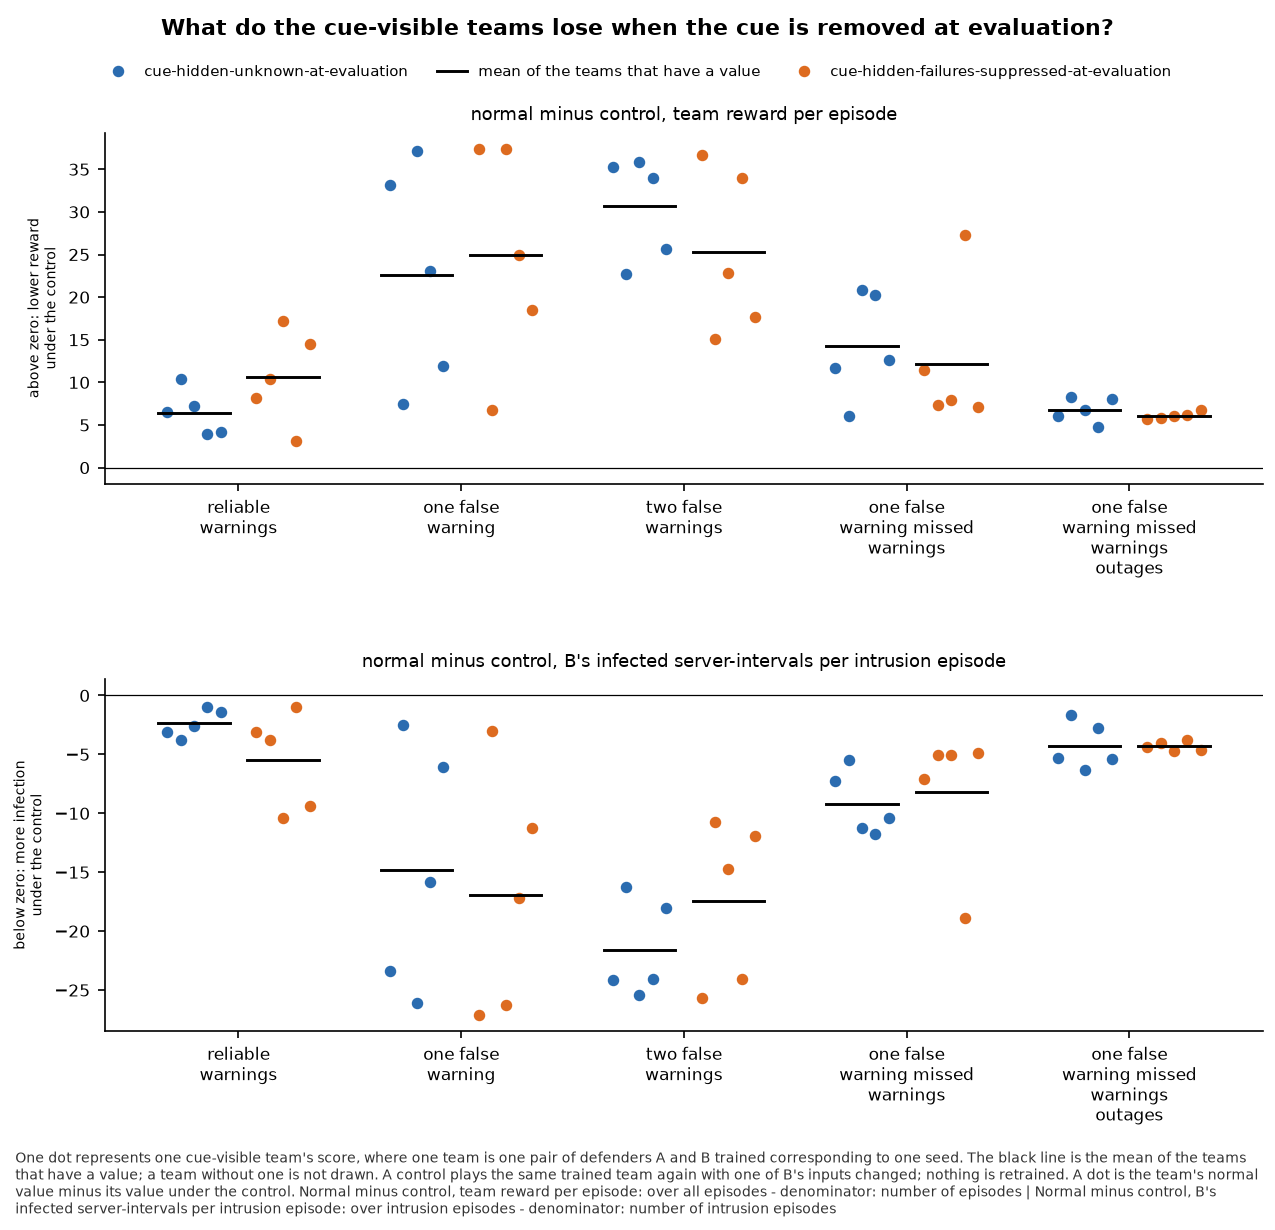 What do the cue-visible teams lose when the cue is removed at evaluation?
cue-hidden-unknown-at-evaluation
mean of the teams that have a value
cue-hidden-failures-suppressed-at-evaluation
normal minus control, team reward per episode
above zero: lower reward
under the control
35
30
25
20
15
10
5
0
reliable
warnings
one false
warning
two false
warnings
one false
warning missed
warnings
one false
warning missed
warnings
outages
normal minus control, B's infected server-intervals per intrusion episode
below zero: more infection
under the control
0
−5
−10
−15
−20
−25
reliable
warnings
one false
warning
two false
warnings
one false
warning missed
warnings
one false
warning missed
warnings
outages
One dot represents one cue-visible team's score, where one team is one pair of defenders A and B trained corresponding to one seed. The black line is the mean of the teams
that have a value; a team without one is not drawn. A control plays the same trained team again with one of B's inputs changed; nothing is retrained. A dot is the team's normal
value minus its value under the control. Normal minus control, team reward per episode: over all episodes - denominator: number of episodes | Normal minus control, B's
infected server-intervals per intrusion episode: over intrusion episodes - denominator: number of intrusion episodes